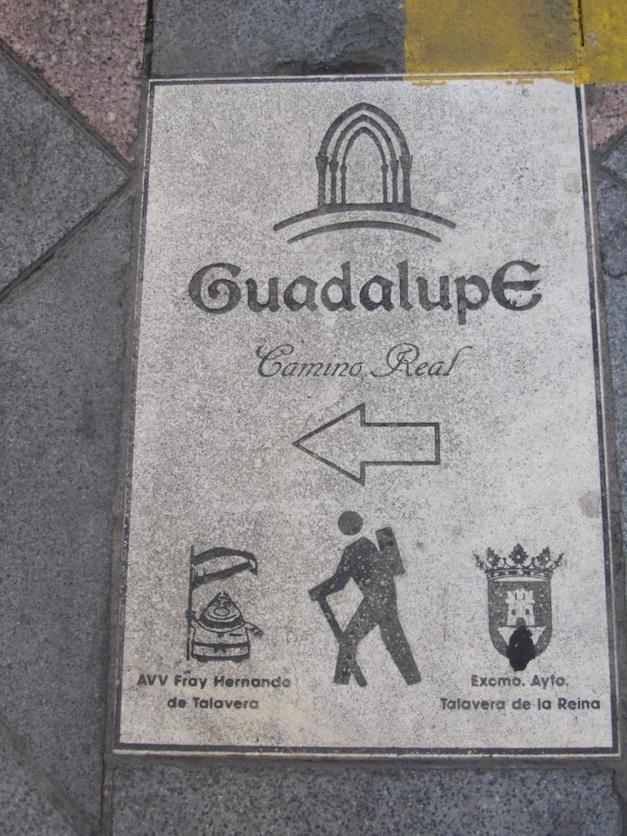 GuadalupE
Camino Real
AVV Fray Hernando
de Talavera
Excmo. Ayto.
Talavera de la Reina